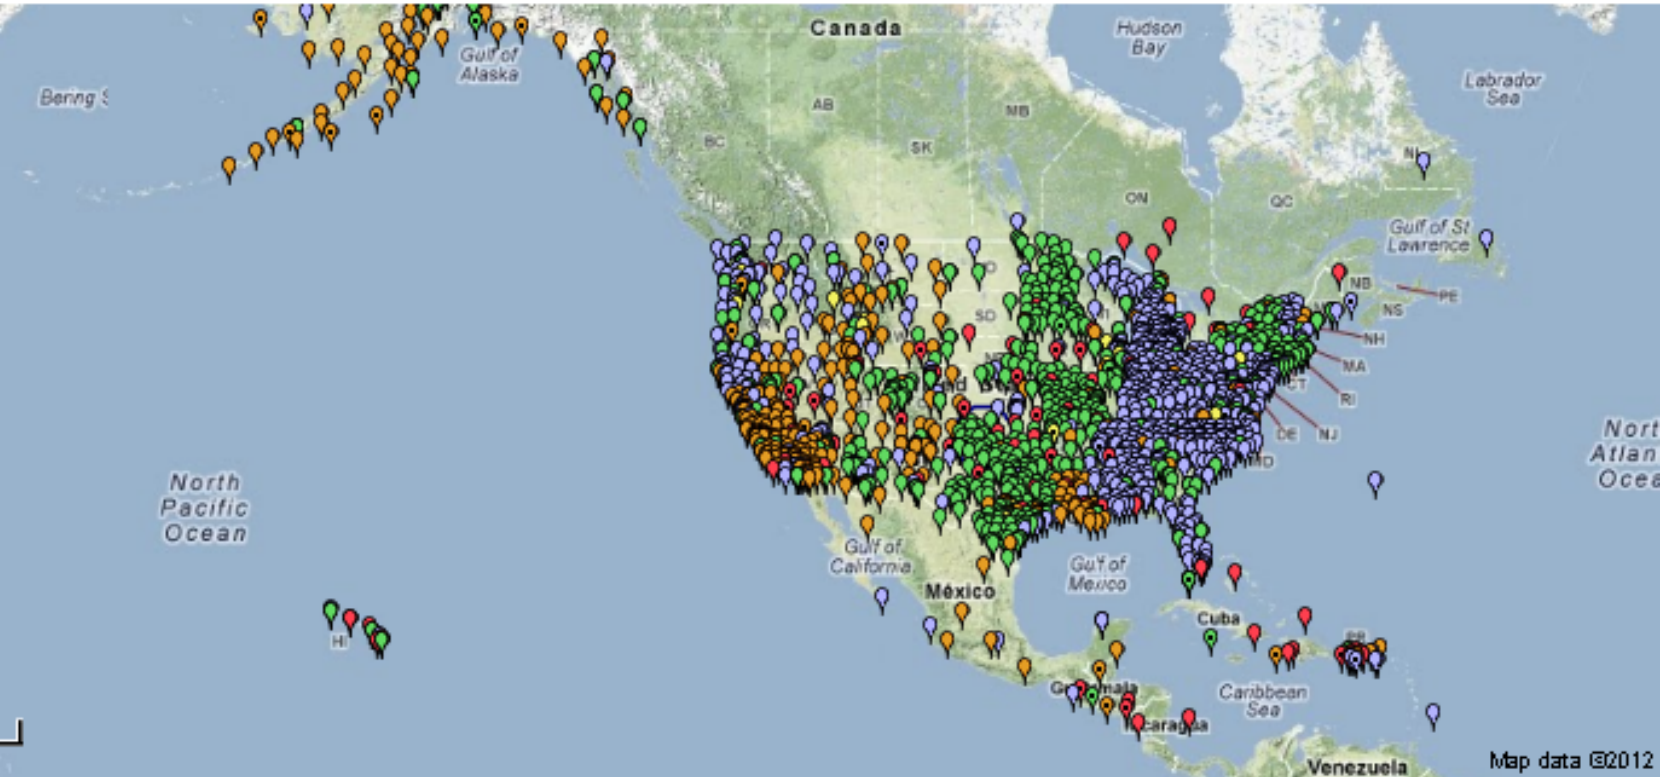 Canada
Hudson
Bay
Gulf of
Alaska
Labrador
Sea
Bering S
AB
MB
BC
SK
ON
QC
Gulf of St
Lawrence
NB
PE
NS
SD
NH
MA
CT
RI
DE
NJ
MD
North
Pacific
Ocean
Nort
Atlan
Ocea
Gulf of
California
Gulf of
Mexico
México
Cuba
HI
PR
Caribbean
Sea
Venezuela
Map data ©2012